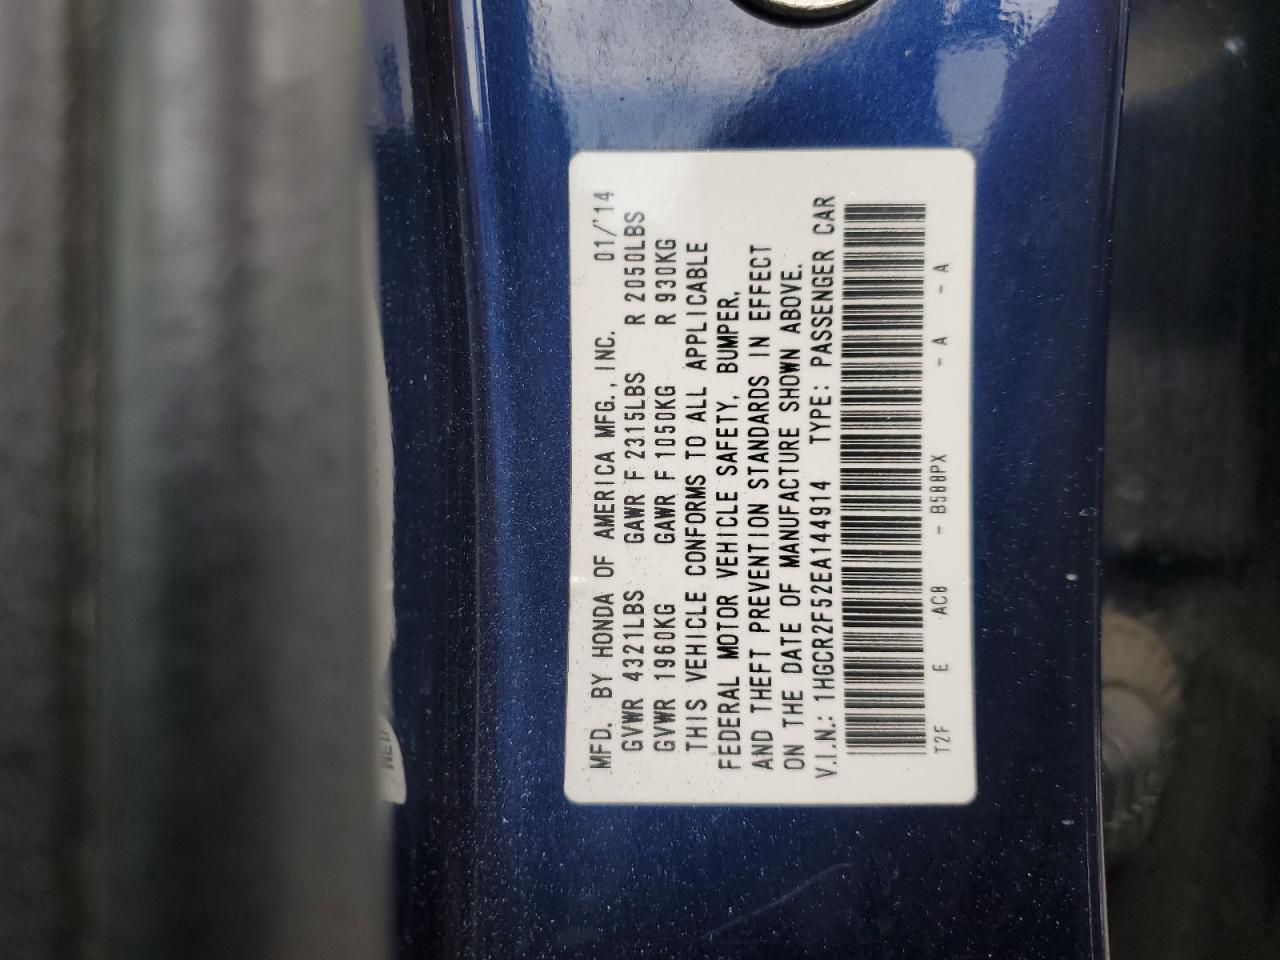 MFD. BY HONDA OF AMERICA MFG., INC. 01/'14
GVWR 4321LBS GAWR F 2315LBS R 2050LBS
GVWR 1960KG GAWR F 1050KG R 930KG
THIS VEHICLE CONFORMS TO ALL APPLICABLE
FEDERAL MOTOR VEHICLE SAFETY, BUMPER,
AND THEFT PREVENTION STANDARDS IN EFFECT
ON THE DATE OF MANUFACTURE SHOWN ABOVE.
V.I.N.: 1HGCR2F52EA144914 TYPE: PASSENGER CAR
T2F E AC8 - B588PX - A - A